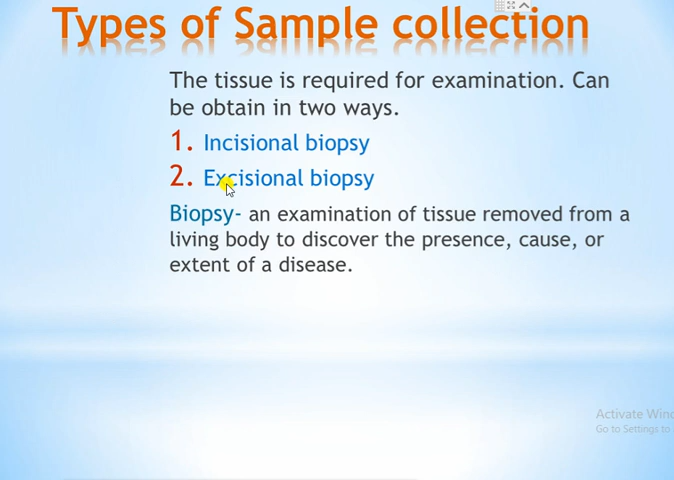 Types of Sample collection
The tissue is required for examination. Can
be obtain in two ways.
1. Incisional biopsy
2. Excisional biopsy
Biopsy- an examination of tissue removed from a
living body to discover the presence, cause, or
extent of a disease.
Activate
Go to Settings to